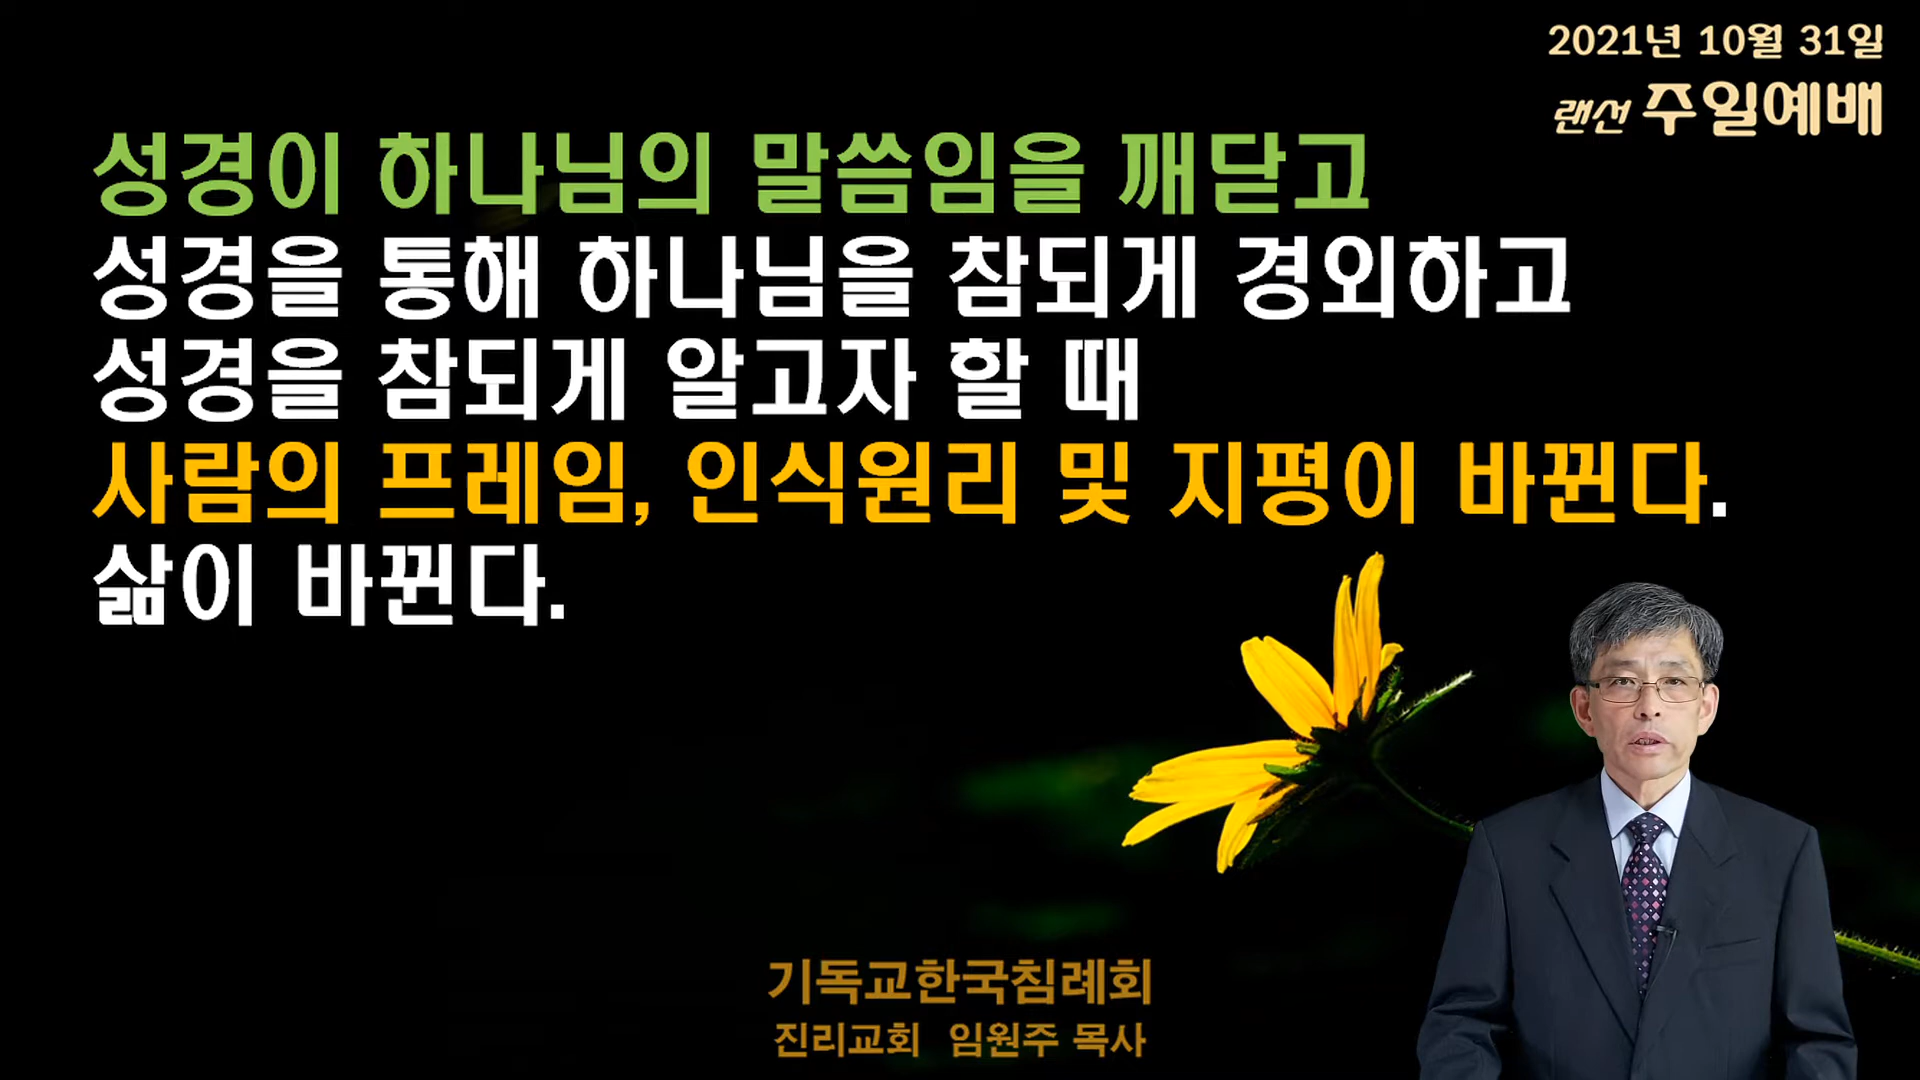 2021년 10월 31일
랜선 주일예배
성경이 하나님의 말씀임을 깨닫고
성경을 통해 하나님을 참되게 경외하고
성경을 참되게 알고자 할 때
사람의 프레임, 인식원리 및 지평이 바뀐다.
삶이 바뀐다.
기독교한국침례회
진리교회 임원주 목사